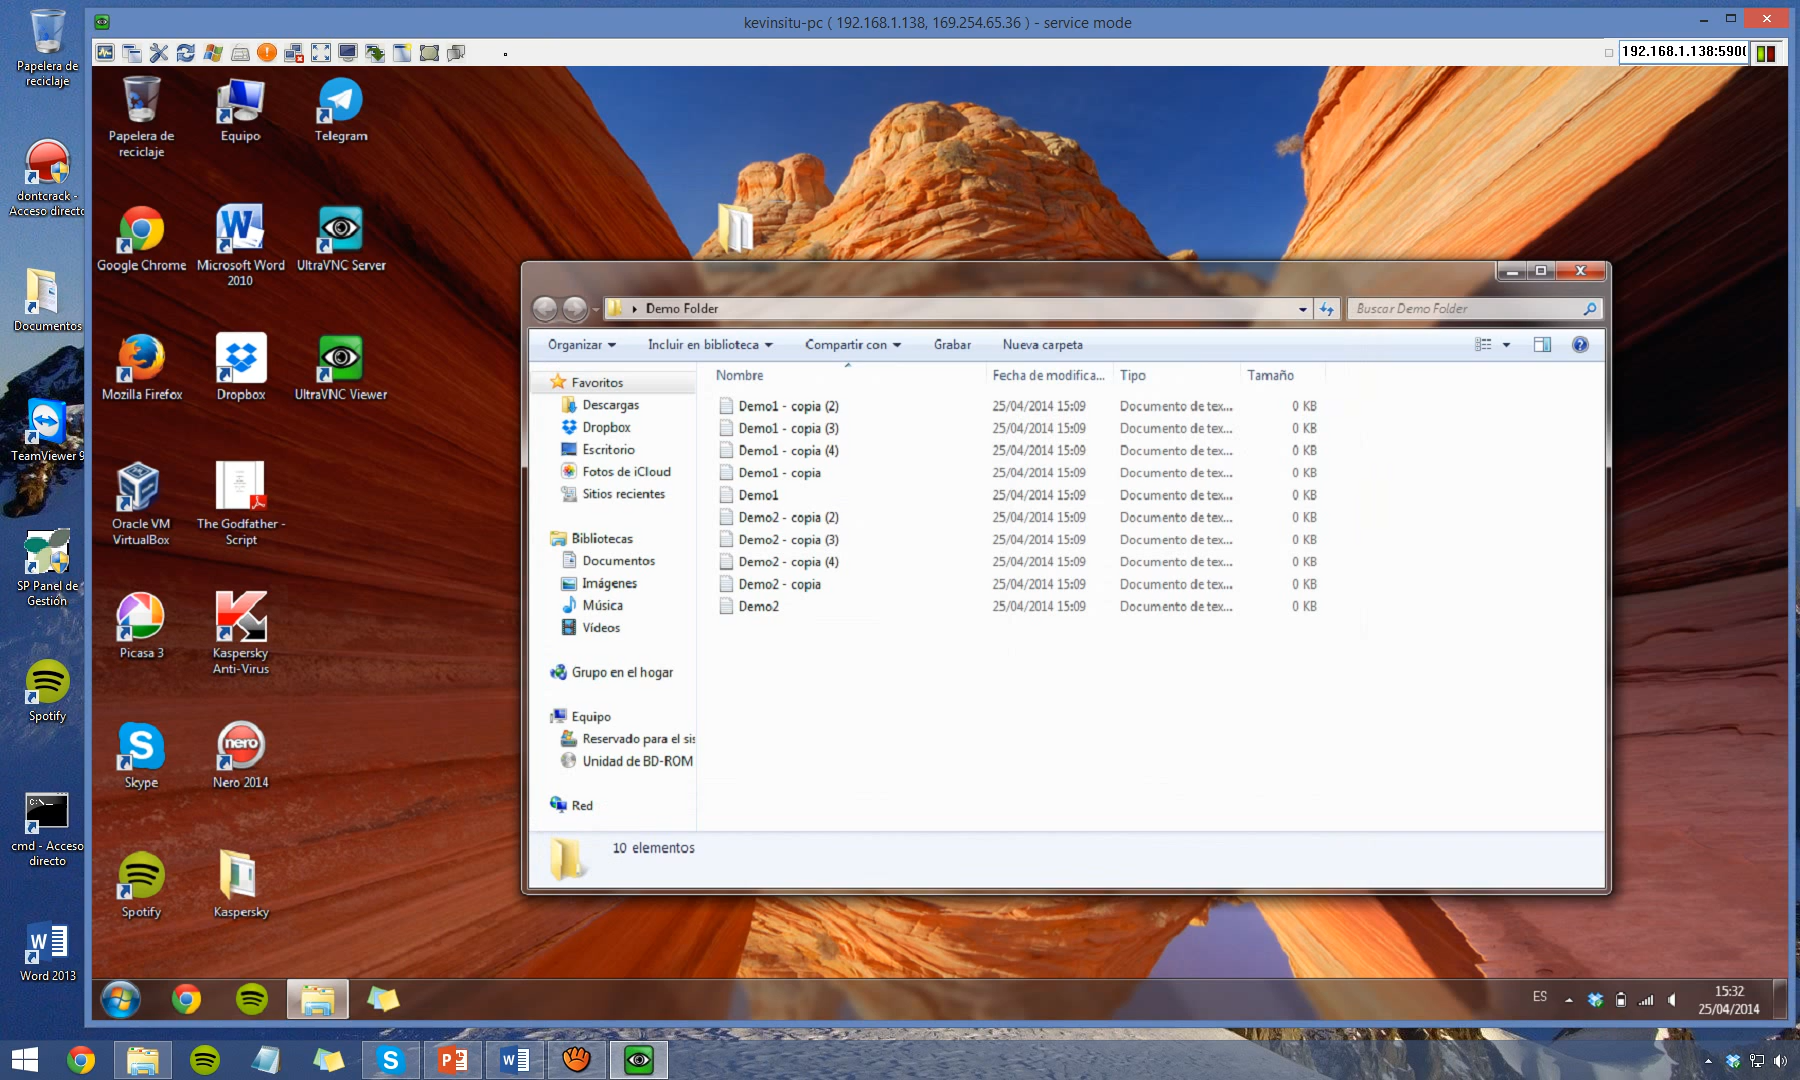 kevinsitu-pc ( 192.168.1.138, 169.254.65.36 ) - service mode
192.168.1.138:5900
Papelera de
reciclaje
dontcrack -
Acceso directo
Documentos
TeamViewer 9
SP Panel de
Gestión
Spotify
cmd - Acceso
directo
Word 2013
Papelera de
reciclaje
Equipo
Telegram
Google Chrome
Microsoft Word
2010
UltraVNC Server
Mozilla Firefox
Dropbox
UltraVNC Viewer
Oracle VM
VirtualBox
The Godfather -
Script
Picasa 3
Kaspersky
Anti-Virus
Skype
nero
Nero 2014
Spotify
Kaspersky
Demo Folder
Buscar Demo Folder
Organizar
Incluir en biblioteca
Compartir con
Grabar
Nueva carpeta
Favoritos
Descargas
Dropbox
Escritorio
Fotos de iCloud
Sitios recientes
Bibliotecas
Documentos
Imágenes
Música
Vídeos
Grupo en el hogar
Equipo
Reservado para el sis
Unidad de BD-ROM
Red
Nombre Fecha de modifica... Tipo Tamaño
Demo1 - copia (2) 25/04/2014 15:09 Documento de tex... 0 KB
Demo1 - copia (3) 25/04/2014 15:09 Documento de tex... 0 KB
Demo1 - copia (4) 25/04/2014 15:09 Documento de tex... 0 KB
Demo1 - copia 25/04/2014 15:09 Documento de tex... 0 KB
Demo1 25/04/2014 15:09 Documento de tex... 0 KB
Demo2 - copia (2) 25/04/2014 15:09 Documento de tex... 0 KB
Demo2 - copia (3) 25/04/2014 15:09 Documento de tex... 0 KB
Demo2 - copia (4) 25/04/2014 15:09 Documento de tex... 0 KB
Demo2 - copia 25/04/2014 15:09 Documento de tex... 0 KB
Demo2 25/04/2014 15:09 Documento de tex... 0 KB
10 elementos
ES
15:32
25/04/2014